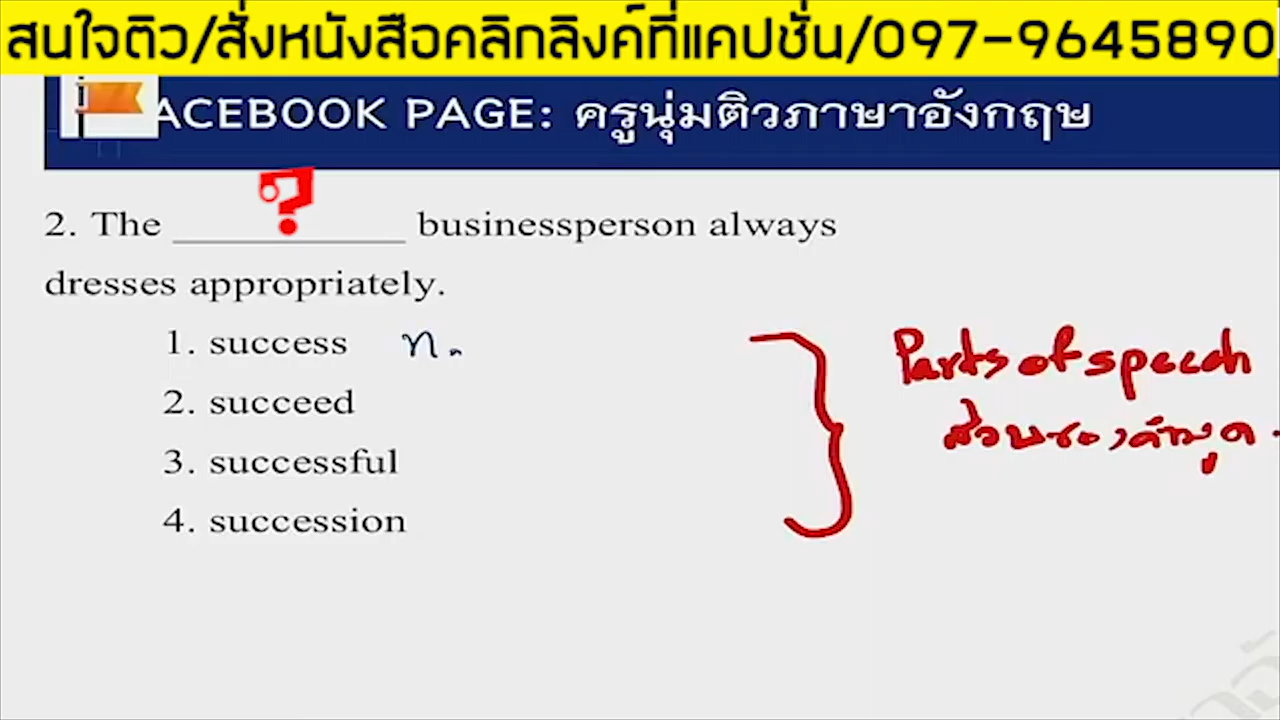 สนใจติว/สั่งหนังสือคลิกลิงค์ที่แคปชั่น/097-9645890
ACEBOOK PAGE: ครูนุ่มติวภาษาอังกฤษ
2. The ____________ businessperson always
dresses appropriately.
1. success n.
2. succeed
3. successful
4. succession
Parts of speech
ส่วนของคำพูด